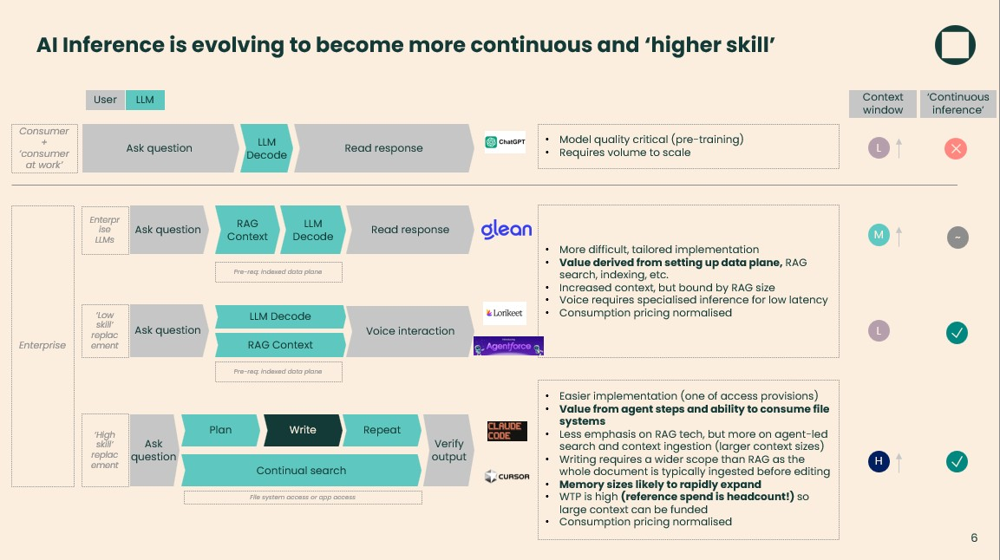 AI Inference is evolving to become more continuous and ‘higher skill’
User
LLM
Context
window
‘Continuous
inference’
Consumer
+
‘consumer
at work’
Ask question
LLM
Decode
Read response
ChatGPT
• Model quality critical (pre-training)
• Requires volume to scale
L
Enterprise
Enterpr
ise
LLMs
Ask question
RAG
Context
LLM
Decode
Read response
glean
Pre-req: indexed data plane
• More difficult, tailored implementation
• Value derived from setting up data plane, RAG
search, indexing, etc.
• Increased context, but bound by RAG size
• Voice requires specialised inference for low latency
• Consumption pricing normalised
M
~
‘Low
skill’
replac
ement
Ask question
LLM Decode
RAG Context
Voice interaction
Lorikeet
Agentforce
Pre-req: indexed data plane
L
‘High
skill’
replac
ement
Ask
question
Plan
Write
Repeat
Continual search
Verify
output
CLAUDE
CODE
CURSOR
File system access or app access
• Easier implementation (one of access provisions)
• Value from agent steps and ability to consume file
systems
• Less emphasis on RAG tech, but more on agent-led
search and context ingestion (larger context sizes)
• Writing requires a wider scope than RAG as the
whole document is typically ingested before editing
• Memory sizes likely to rapidly expand
• WTP is high (reference spend is headcount!) so
large context can be funded
• Consumption pricing normalised
H
6